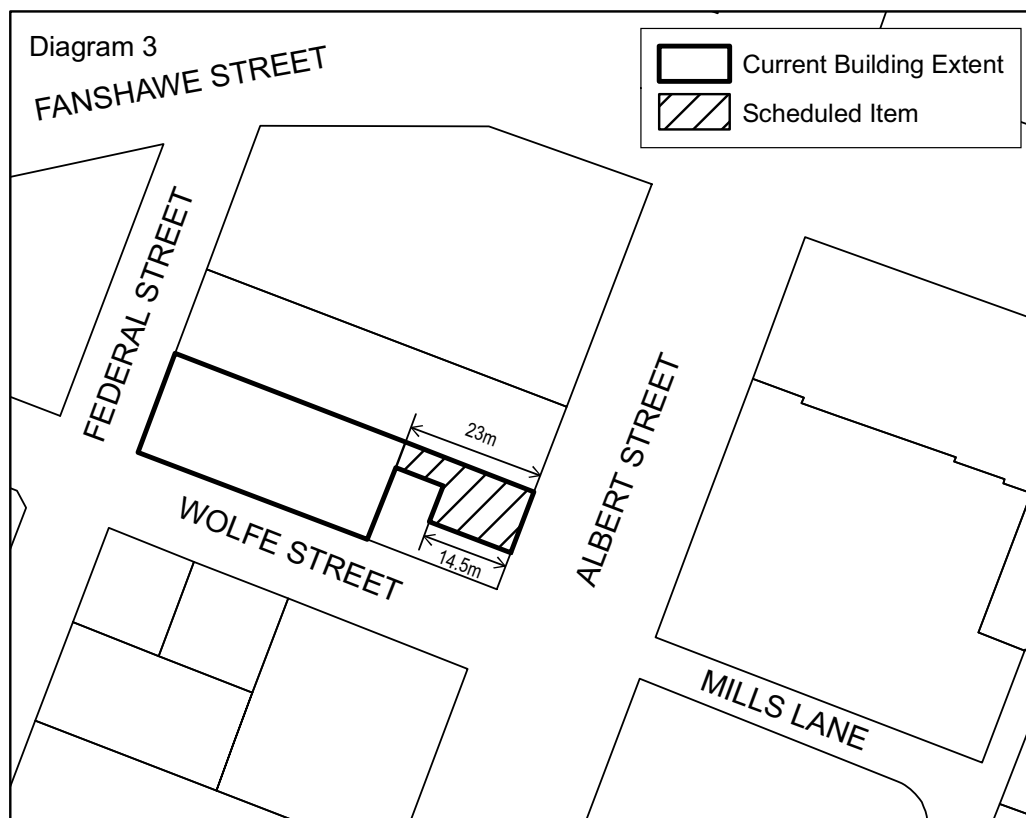 Diagram 3
FANSHAWE STREET
Current Building Extent
Scheduled Item
FEDERAL STREET
23m
ALBERT STREET
WOLFE STREET
14.5m
MILLS LANE